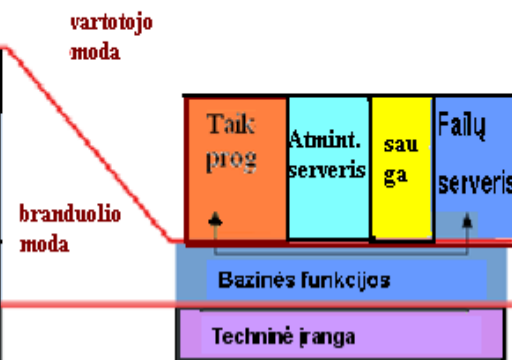 vartotojo
moda
Taik
prog
Atmint.
serveris
sau
ga
Failų
serveris
branduolio
moda
Bazinės funkcijos
Techninė įranga